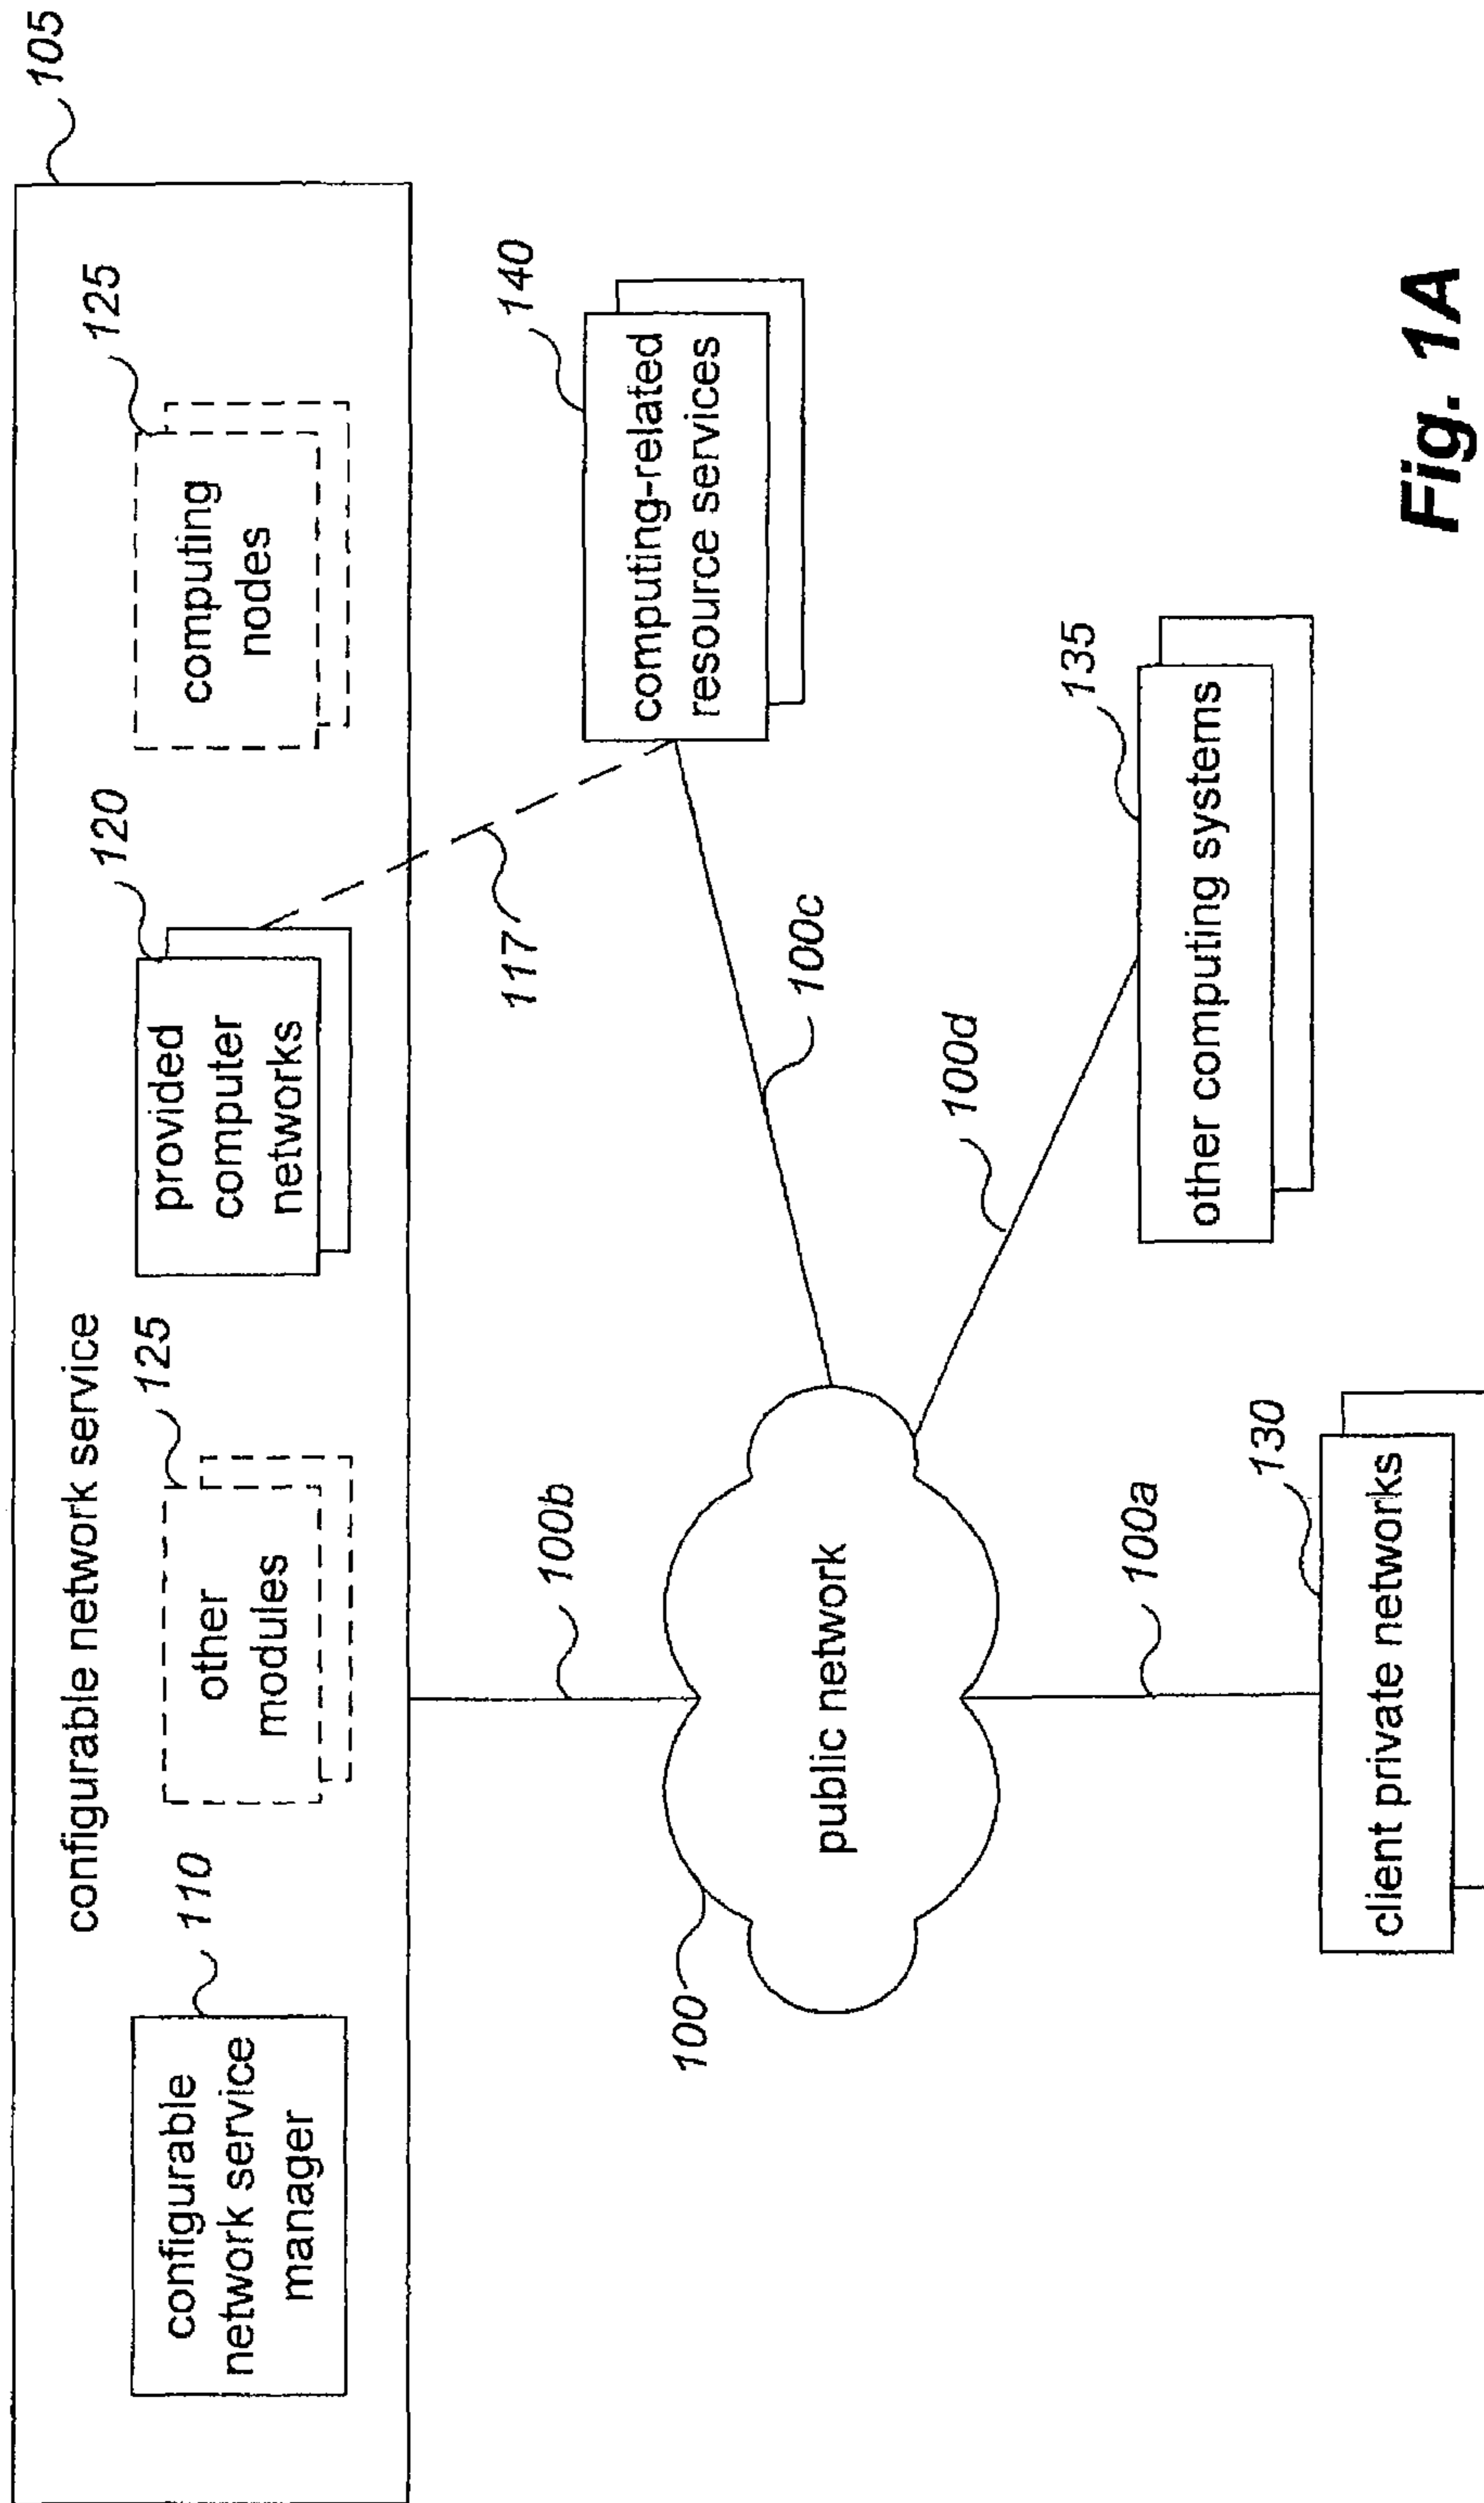 105
configurable network service
110
125
120
125
configurable
network service
manager
other
modules
provided
computer
networks
computing
nodes
100b
117
140
computing-related
resource services
100
public network
100c
100d
135
other computing systems
100a
130
client private networks
Fig. 1A